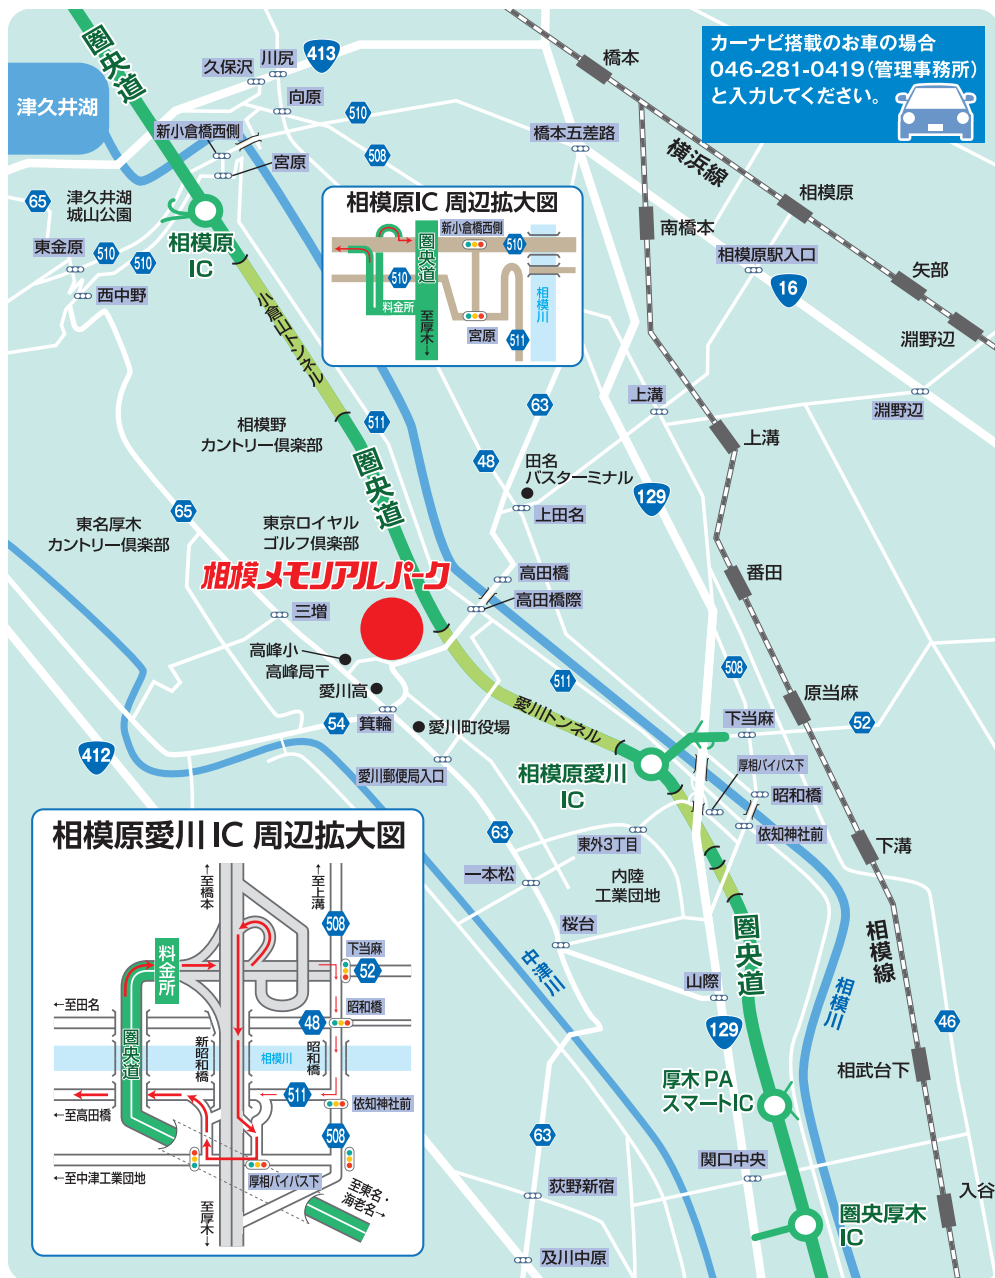 カーナビ搭載のお車の場合
046-281-0419（管理事務所）
と入力してください。
圏央道
津久井湖
久保沢
川尻
413
向原
新小倉橋西側
宮原
510
508
橋本五差路
橋本
横浜線
相模原
南橋本
相模原駅入口
16
矢部
淵野辺
淵野辺
65
津久井湖
城山公園
東金原
510
510
西中野
相模原
IC
小倉山トンネル
相模原IC 周辺拡大図
新小倉橋西側
圏央道
510
510
料金所
至厚木→
宮原
511
相模川
63
上溝
上溝
511
相模野
カントリー倶楽部
圏央道
48
田名
バスターミナル
上田名
129
65
東名厚木
カントリー倶楽部
東京ロイヤル
ゴルフ倶楽部
相模メモリアルパーク
高田橋
高田橋際
番田
三増
高峰小
高峰局〒
愛川高
511
508
原当麻
54
箕輪
愛川町役場
愛川トンネル
下当麻
52
412
愛川郵便局入口
相模原愛川
IC
厚相バイパス下
昭和橋
依知神社前
63
東外3丁目
下溝
一本松
内陸
工業団地
桜台
中津川
圏央道
相模線
山際
相模川
129
46
厚木PA
スマートIC
相武台下
63
関口中央
荻野新宿
入谷
圏央厚木
IC
及川中原
相模原愛川IC 周辺拡大図
←至橋本
←至上溝
508
料金所
下当麻
52
←至田名
昭和橋
48
圏央道
新昭和橋
相模川
昭和橋
511
←至高田橋
依知神社前
508
←至中津工業団地
厚相バイパス下
至厚木→
至東名・
海老名→